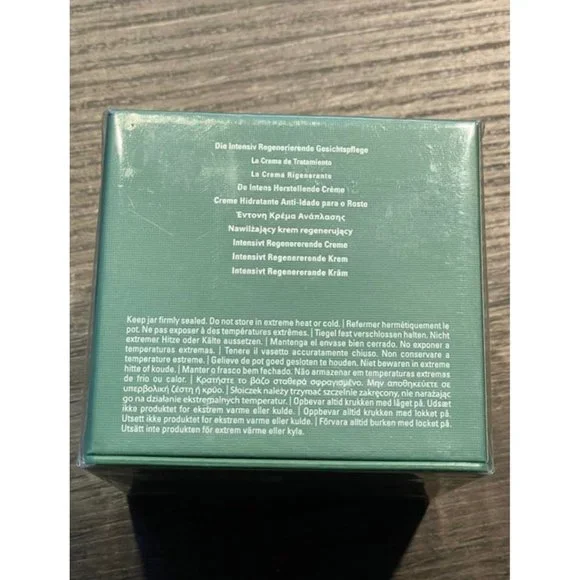 Die Intensiv Regenerierende Gesichtspflege
La Crema de Tratamiento
La Crema Rigenerante
De Intens Herstellende Crème
Creme Hidratante Anti-Idade para o Rosto
Έντονη Κρέμα Ανάπλασης
Nawilżający krem regenerujący
Intensivt Regenererende Creme
Intensivt Regenererende Krem
Intensivt Regenererande Kräm
Keep jar firmly sealed. Do not store in extreme heat or cold. | Refermer hermétiquement le
pot. Ne pas exposer à des températures extrêmes. | Tiegel fest verschlossen halten. Nicht
extremer Hitze oder Kälte aussetzen. | Mantenga el envase bien cerrado. No exponer a
temperaturas extremas. | Tenere il vasetto accuratamente chiuso. Non conservare a
temperature estreme. | Gelieve de pot goed gesloten te houden. Niet bewaren in extreme
hitte of koude. | Manter o frasco bem fechado. Não armazenar em temperaturas extremas
de frio ou calor. | Κρατήστε το βάζο σταθερά σφραγισμένο. Μην αποθηκεύετε σε
υπερβολική ζέστη ή κρύο. | Słoiczek należy trzymać szczelnie zakręcony, nie narażając
go na działanie ekstremalnych temperatur. | Opbevar altid krukken med låget på. Udsæt
ikke produktet for ekstrem varme eller kulde. | Oppbevar alltid krukken med lokket på.
Utsett ikke produktet for ekstrem varme eller kulde. | Förvara alltid burken med locket på.
Utsätt inte produkten för extrem värme eller kyla.